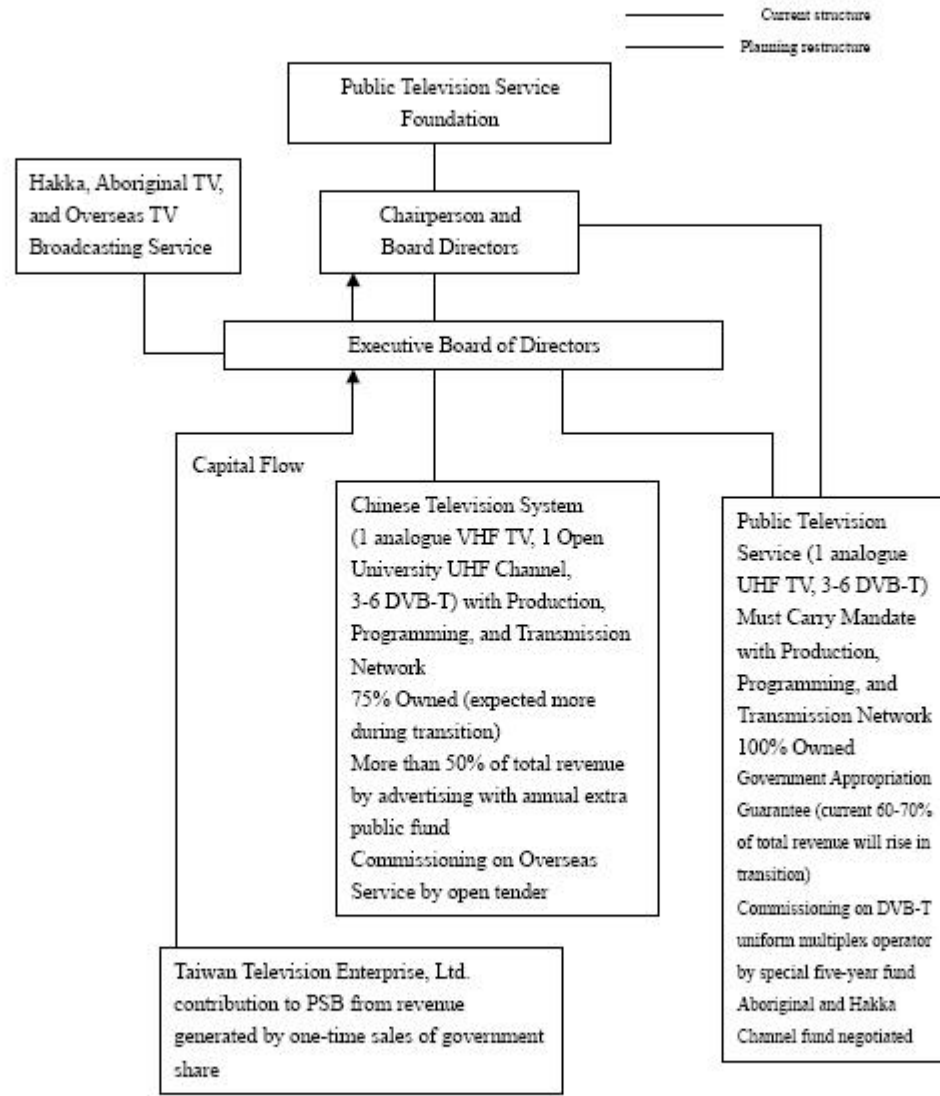 Current structure
Planning restructure
Public Television Service
Foundation
Hakka, Aboriginal TV,
and Overseas TV
Broadcasting Service
Chairperson and
Board Directors
Executive Board of Directors
Capital Flow
Chinese Television System
(1 analogue VHF TV, 1 Open
University UHF Channel,
3-6 DVB-T) with Production,
Programming, and Transmission
Network
75% Owned (expected more
during transition)
More than 50% of total revenue
by advertising with annual extra
public fund
Commissioning on Overseas
Service by open tender
Public Television
Service (1 analogue
UHF TV, 3-6 DVB-T)
Must Carry Mandate
with Production,
Programming, and
Transmission Network
100% Owned
Government Appropriation
Guarantee (current 60-70%
of total revenue will rise in
transition)
Commissioning on DVB-T
uniform multiplex operator
by special five-year fund
Aboriginal and Hakka
Channel fund negotiated
Taiwan Television Enterprise, Ltd.
contribution to PSB from revenue
generated by one-time sales of government
share